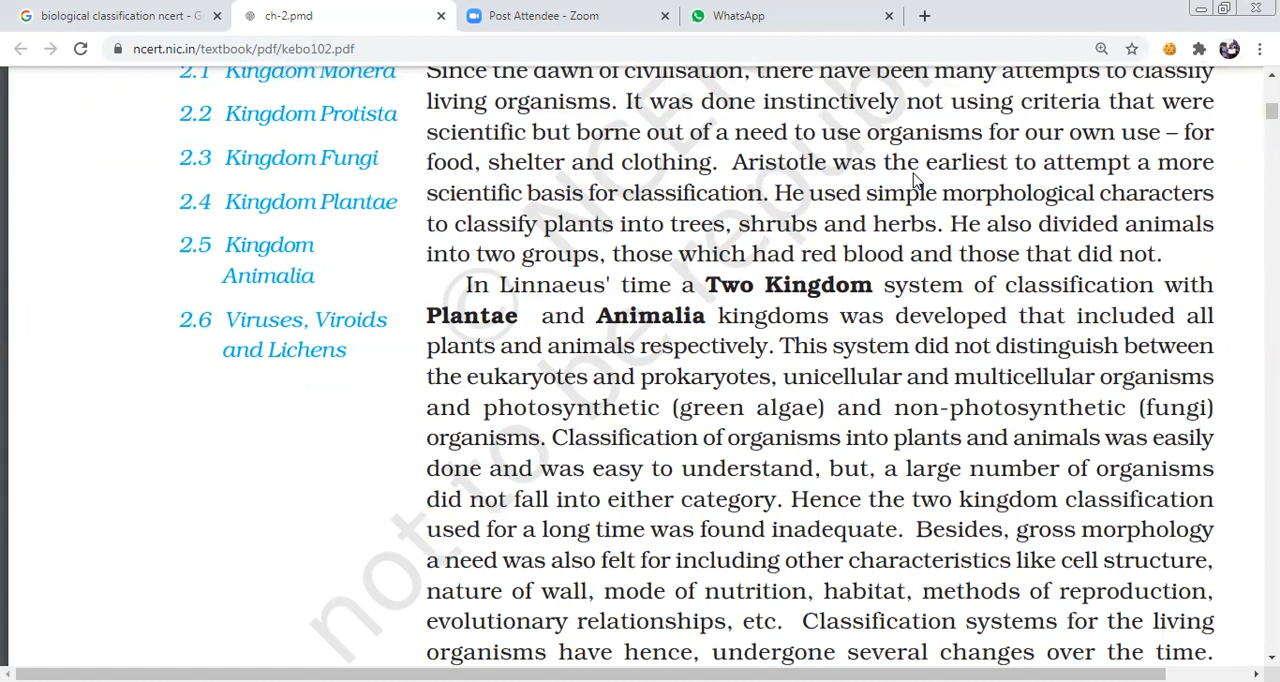 biological classification ncert - G
ch-2.pmd
Post Attendee - Zoom
WhatsApp
ncert.nic.in/textbook/pdf/kebo102.pdf
2.1 Kingdom Monera
2.2 Kingdom Protista
2.3 Kingdom Fungi
2.4 Kingdom Plantae
2.5 Kingdom
Animalia
2.6 Viruses, Viroids
and Lichens
Since the dawn of civilisation, there have been many attempts to classify
living organisms. It was done instinctively not using criteria that were
scientific but borne out of a need to use organisms for our own use – for
food, shelter and clothing. Aristotle was the earliest to attempt a more
scientific basis for classification. He used simple morphological characters
to classify plants into trees, shrubs and herbs. He also divided animals
into two groups, those which had red blood and those that did not.
In Linnaeus' time a Two Kingdom system of classification with
Plantae and Animalia kingdoms was developed that included all
plants and animals respectively. This system did not distinguish between
the eukaryotes and prokaryotes, unicellular and multicellular organisms
and photosynthetic (green algae) and non-photosynthetic (fungi)
organisms. Classification of organisms into plants and animals was easily
done and was easy to understand, but, a large number of organisms
did not fall into either category. Hence the two kingdom classification
used for a long time was found inadequate. Besides, gross morphology
a need was also felt for including other characteristics like cell structure,
nature of wall, mode of nutrition, habitat, methods of reproduction,
evolutionary relationships, etc. Classification systems for the living
organisms have hence, undergone several changes over the time.
© NCE
not to be republ